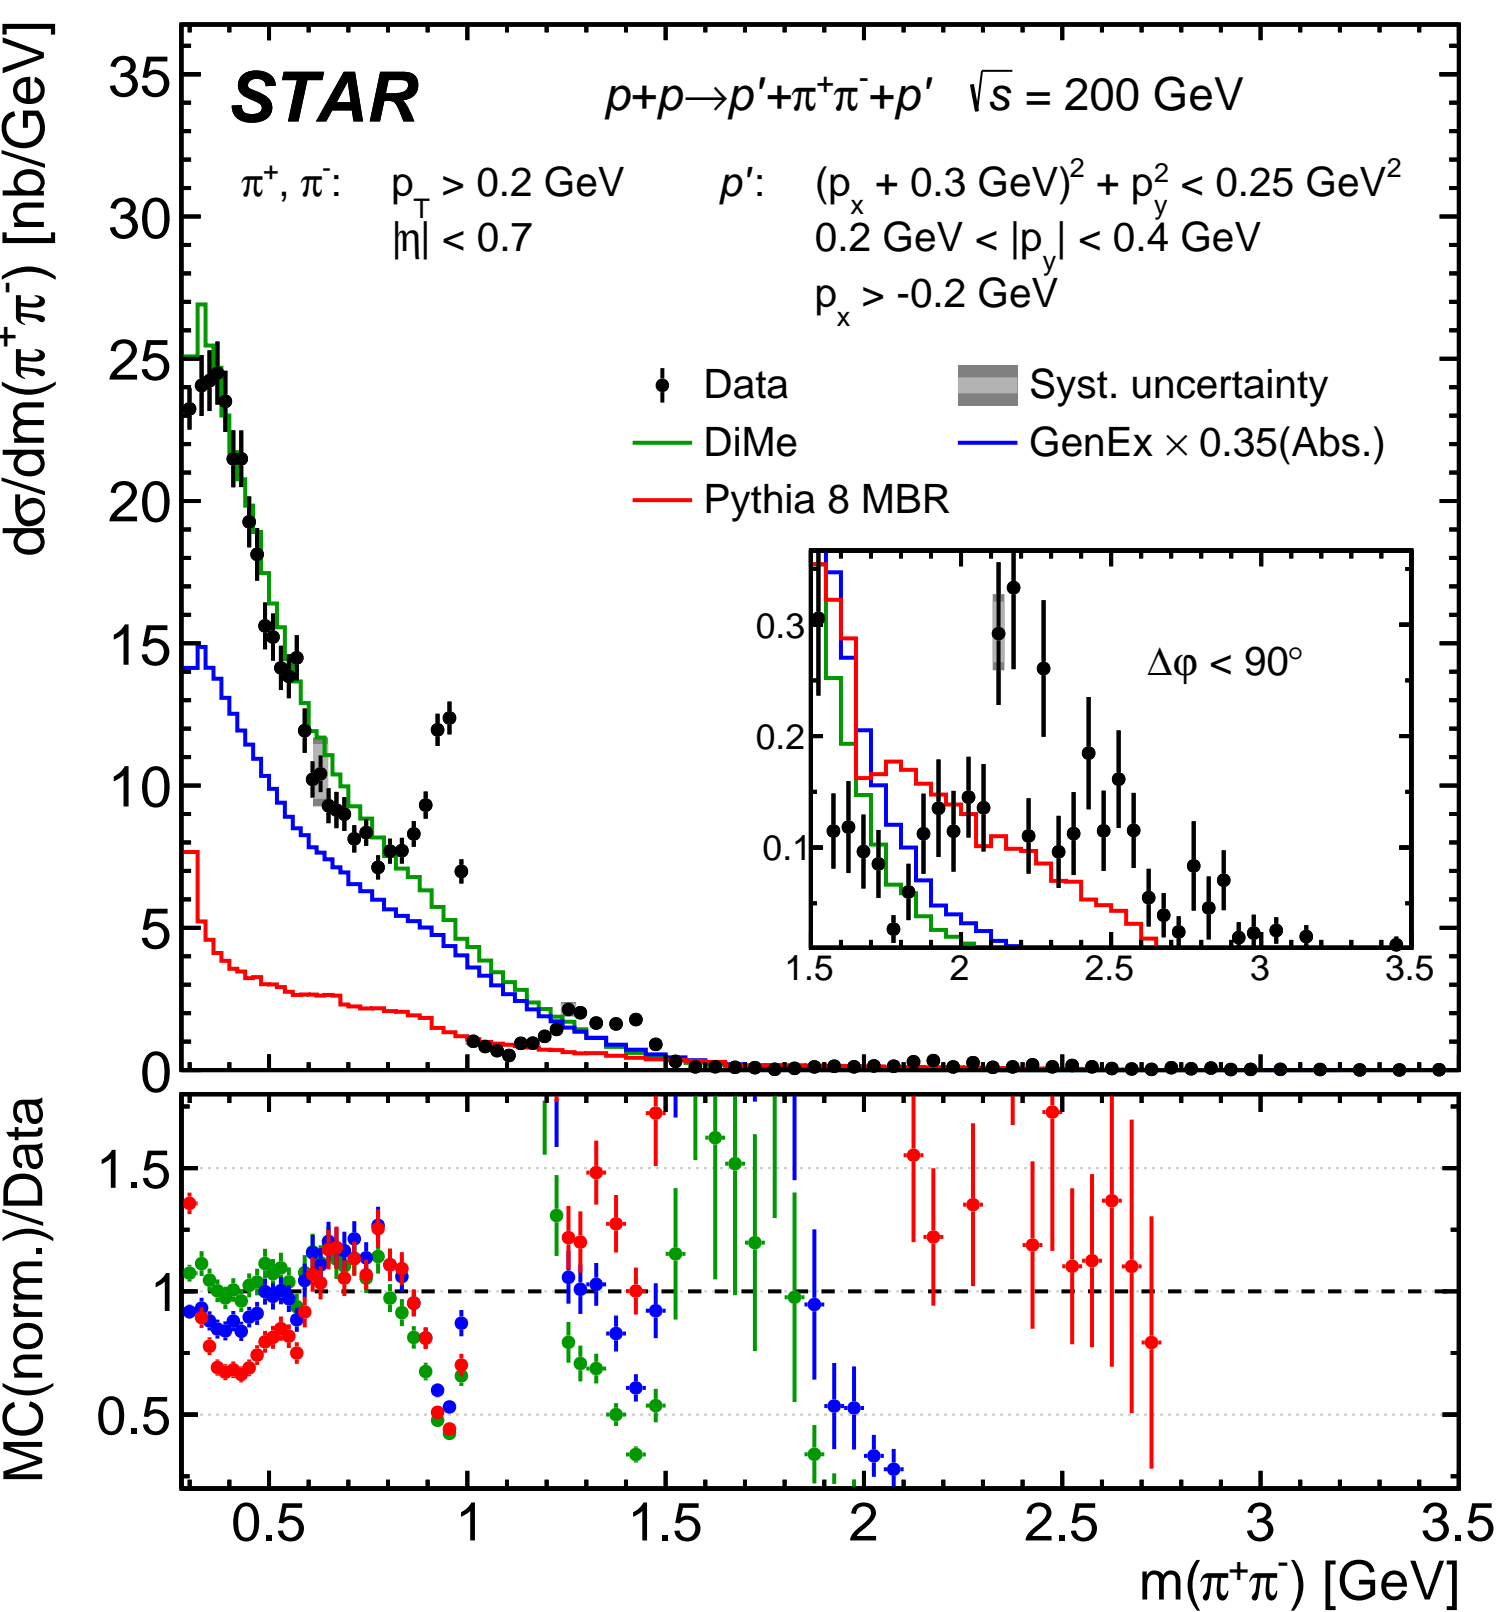 STAR p+p→p′+π⁺π⁻+p′ √s = 200 GeV
π⁺, π⁻: p_T > 0.2 GeV p′: (p_x + 0.3 GeV)² + p_y² < 0.25 GeV²
|η| < 0.7 0.2 GeV < |p_y| < 0.4 GeV
p_x > -0.2 GeV
Data Syst. uncertainty
DiMe GenEx × 0.35(Abs.)
Pythia 8 MBR
dσ/dm(π⁺π⁻) [nb/GeV]
35
30
25
20
15
10
5
0
Δφ < 90°
0.3
0.2
0.1
1.5 2 2.5 3 3.5
MC(norm.)/Data
1.5
1
0.5
0.5 1 1.5 2 2.5 3 3.5
m(π⁺π⁻) [GeV]